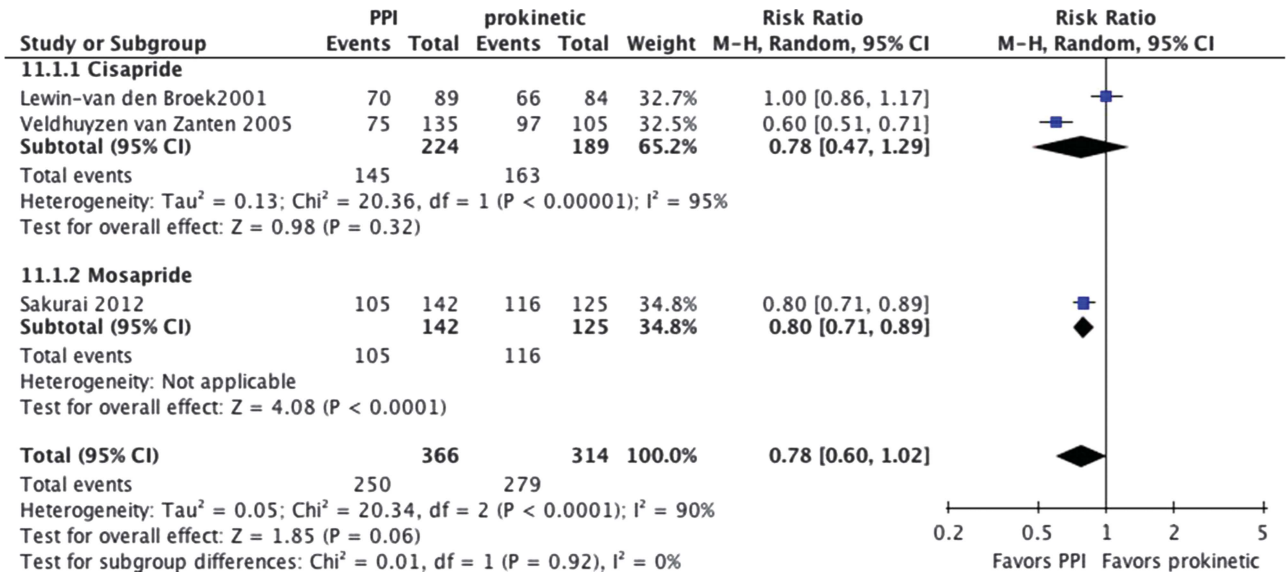 PPI prokinetic Risk Ratio Risk Ratio
Study or Subgroup Events Total Events Total Weight M-H, Random, 95% CI M-H, Random, 95% CI
11.1.1 Cisapride
Lewin-van den Broek2001 70 89 66 84 32.7% 1.00 [0.86, 1.17]
Veldhuyzen van Zanten 2005 75 135 97 105 32.5% 0.60 [0.51, 0.71]
Subtotal (95% CI) 224 189 65.2% 0.78 [0.47, 1.29]
Total events 145 163
Heterogeneity: Tau² = 0.13; Chi² = 20.36, df = 1 (P < 0.00001); I² = 95%
Test for overall effect: Z = 0.98 (P = 0.32)
11.1.2 Mosapride
Sakurai 2012 105 142 116 125 34.8% 0.80 [0.71, 0.89]
Subtotal (95% CI) 142 125 34.8% 0.80 [0.71, 0.89]
Total events 105 116
Heterogeneity: Not applicable
Test for overall effect: Z = 4.08 (P < 0.0001)
Total (95% CI) 366 314 100.0% 0.78 [0.60, 1.02]
Total events 250 279
Heterogeneity: Tau² = 0.05; Chi² = 20.34, df = 2 (P < 0.0001); I² = 90%
Test for overall effect: Z = 1.85 (P = 0.06)
Test for subgroup differences: Chi² = 0.01, df = 1 (P = 0.92), I² = 0%
0.2 0.5 1 2 5
Favors PPI Favors prokinetic